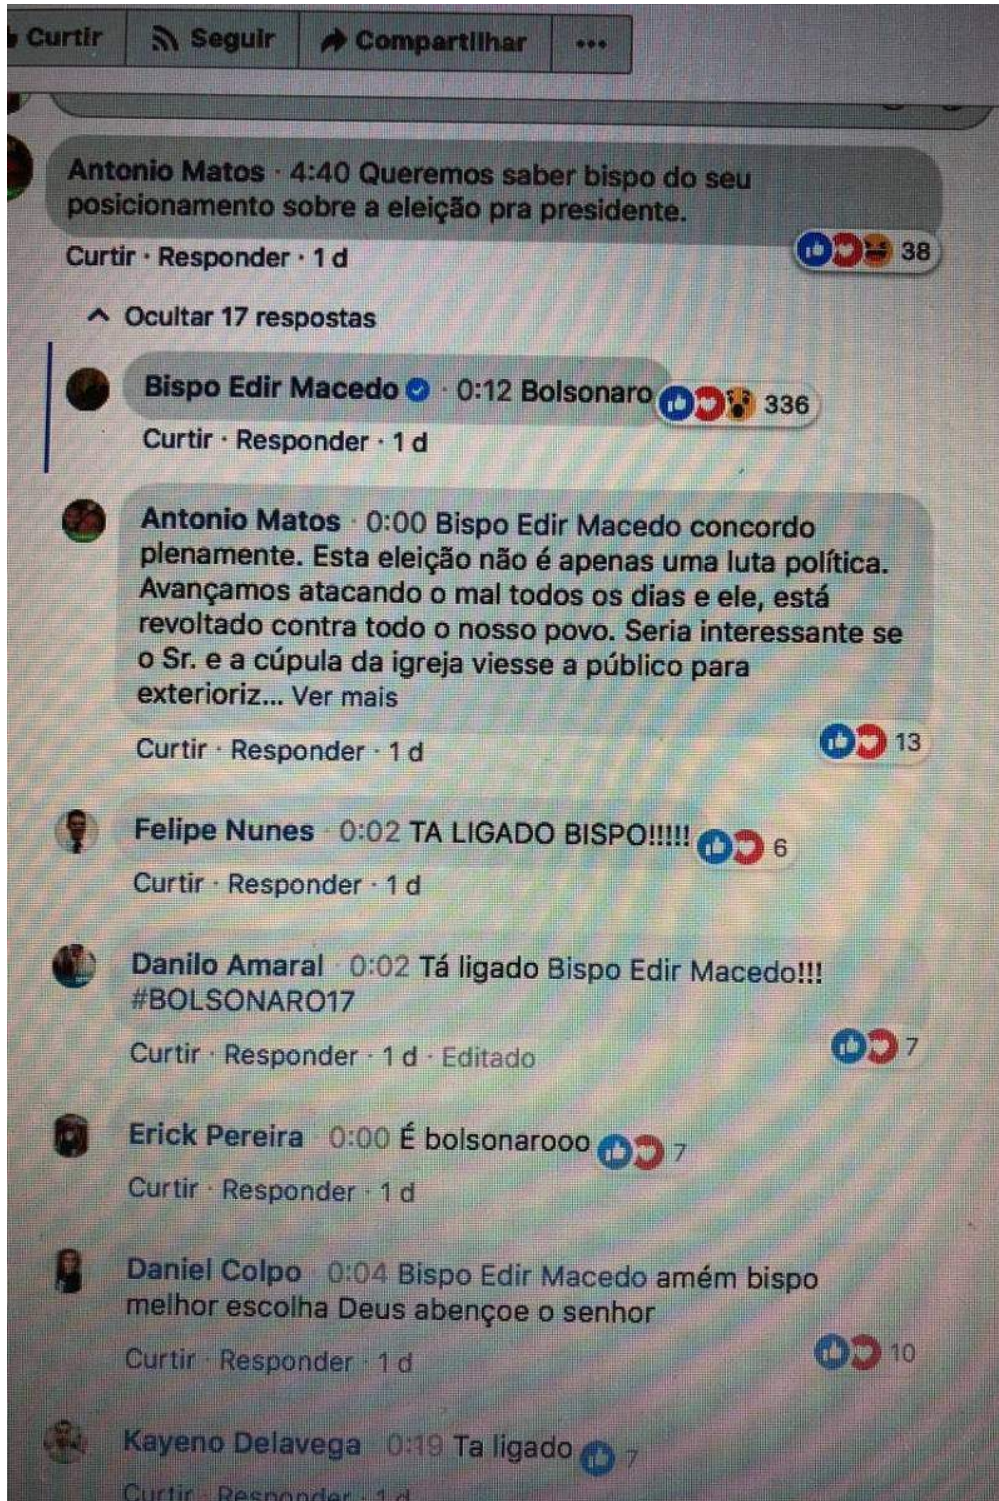 Curtir Seguir Compartilhar ...
Antonio Matos · 4:40 Queremos saber bispo do seu
posicionamento sobre a eleição pra presidente.
38
Curtir · Responder · 1 d
Ocultar 17 respostas
Bispo Edir Macedo · 0:12 Bolsonaro 336
Curtir · Responder · 1 d
Antonio Matos · 0:00 Bispo Edir Macedo concordo
plenamente. Esta eleição não é apenas uma luta política.
Avançamos atacando o mal todos os dias e ele, está
revoltado contra todo o nosso povo. Seria interessante se
o Sr. e a cúpula da igreja viesse a público para
exterioriz... Ver mais
13
Curtir · Responder · 1 d
Felipe Nunes · 0:02 TA LIGADO BISPO!!!!! 6
Curtir · Responder · 1 d
Danilo Amaral · 0:02 Tá ligado Bispo Edir Macedo!!!
#BOLSONARO17
Curtir · Responder · 1 d · Editado 7
Erick Pereira · 0:00 É bolsonarooo 7
Curtir · Responder · 1 d
Daniel Colpo · 0:04 Bispo Edir Macedo amém bispo
melhor escolha Deus abençoe o senhor
Curtir · Responder · 1 d 10
Kayeno Delavega · 0:19 Ta ligado 7
Curtir · Responder · 1 d